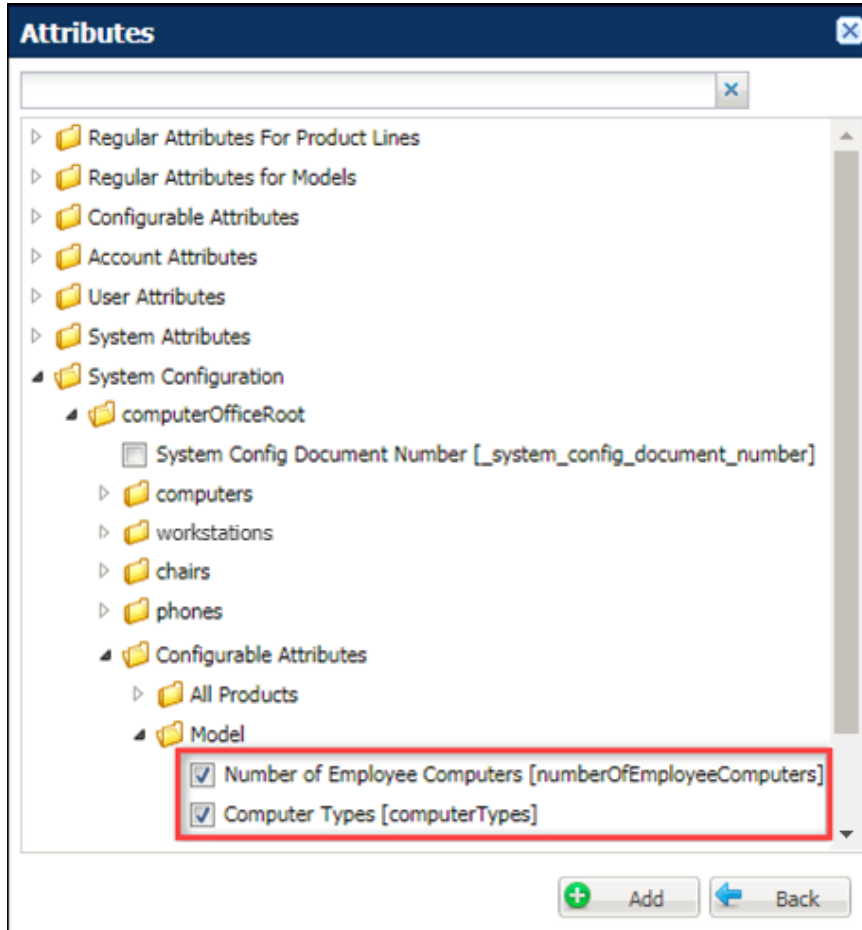 Attributes
Regular Attributes For Product Lines
Regular Attributes for Models
Configurable Attributes
Account Attributes
User Attributes
System Attributes
System Configuration
computerOfficeRoot
System Config Document Number [_system_config_document_number]
computers
workstations
chairs
phones
Configurable Attributes
All Products
Model
Number of Employee Computers [numberOfEmployeeComputers]
Computer Types [computerTypes]
Add Back